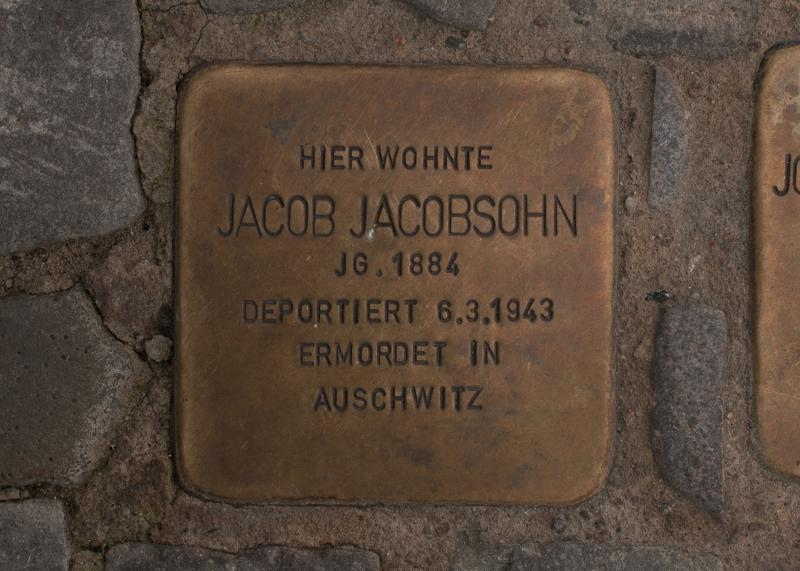 HIER WOHNTE
JACOB JACOBSOHN
JG. 1884
DEPORTIERT 6.3.1943
ERMORDET IN
AUSCHWITZ